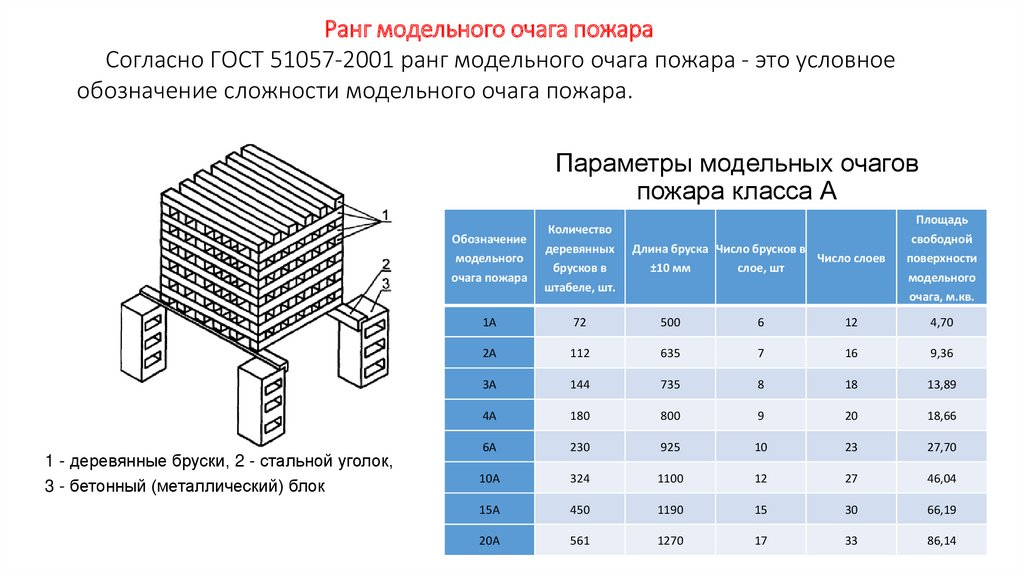 Ранг модельного очага пожара
Согласно ГОСТ 51057-2001 ранг модельного очага пожара - это условное
обозначение сложности модельного очага пожара.
1
2
3
1 - деревянные бруски, 2 - стальной уголок,
3 - бетонный (металлический) блок
Параметры модельных очагов
пожара класса А
Обозначение
модельного
очага пожара
Количество
деревянных
брусков в
штабеле, шт.
Длина бруска
±10 мм
Число брусков в
слое, шт
Число слоев
Площадь
свободной
поверхности
модельного
очага, м.кв.
1А 72 500 6 12 4,70
2А 112 635 7 16 9,36
3А 144 735 8 18 13,89
4А 180 800 9 20 18,66
6А 230 925 10 23 27,70
10А 324 1100 12 27 46,04
15А 450 1190 15 30 66,19
20А 561 1270 17 33 86,14